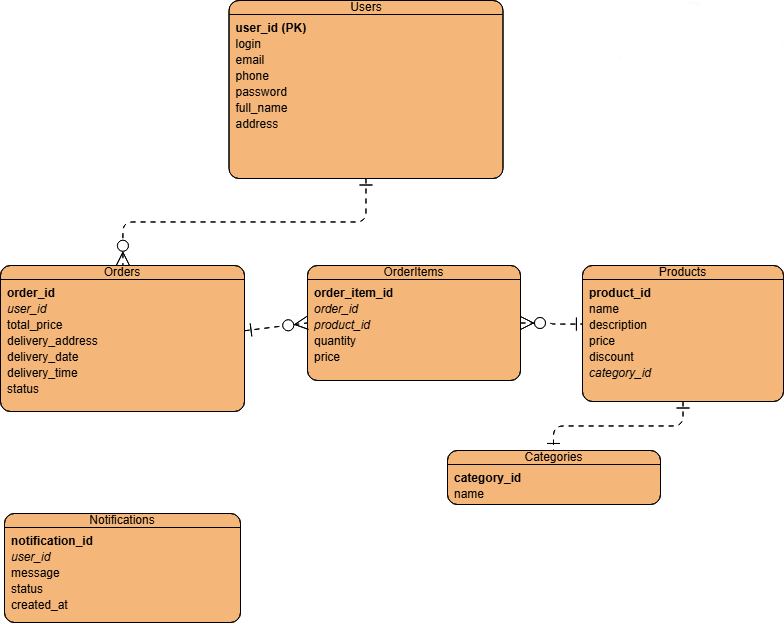 Users
user_id (PK)
login
email
phone
password
full_name
address
Orders
order_id
user_id
total_price
delivery_address
delivery_date
delivery_time
status
OrderItems
order_item_id
order_id
product_id
quantity
price
Products
product_id
name
description
price
discount
category_id
Categories
category_id
name
Notifications
notification_id
user_id
message
status
created_at